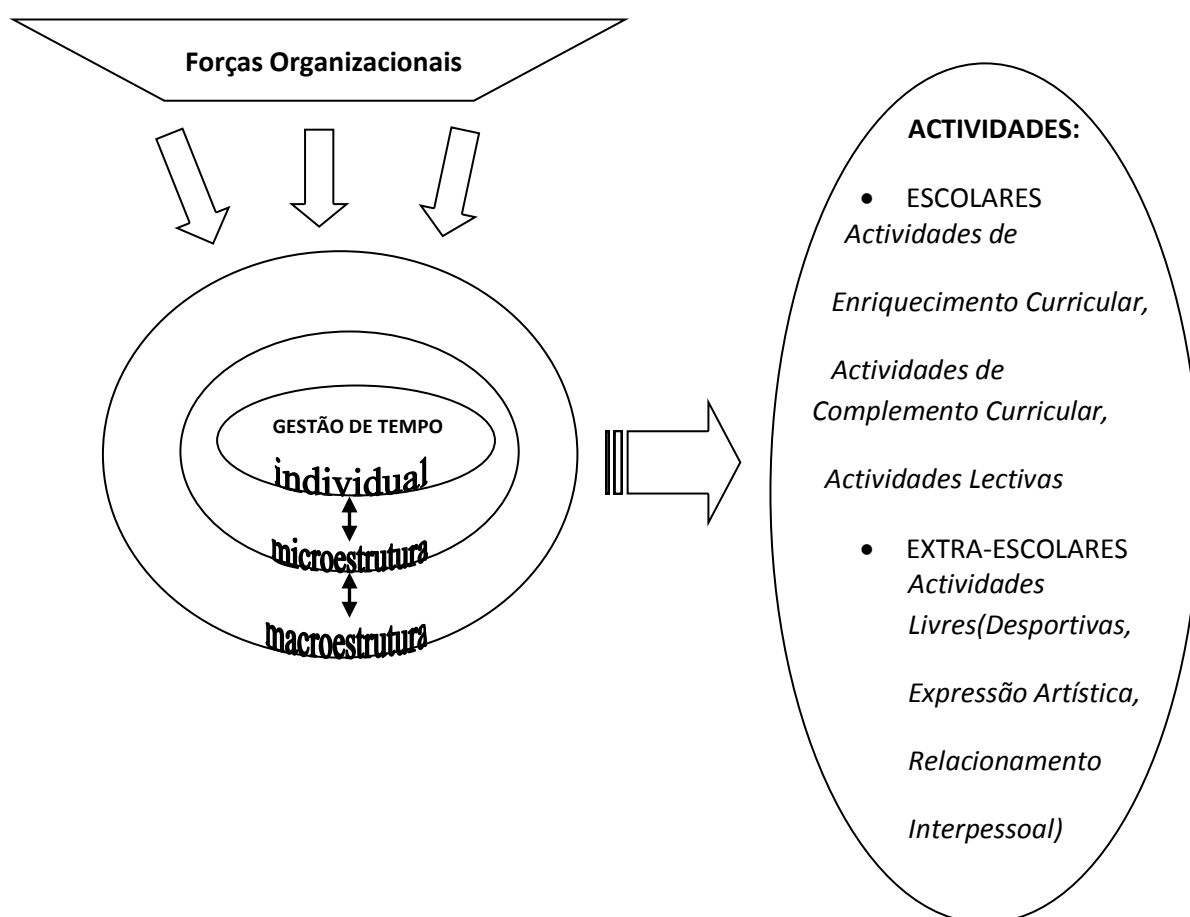 Forças Organizacionais
GESTÃO DE TEMPO
individual
microestrutura
macroestrutura
ACTIVIDADES:
• ESCOLARES
Actividades de
Enriquecimento Curricular,
Actividades de
Complemento Curricular,
Actividades Lectivas
• EXTRA-ESCOLARES
Actividades
Livres(Desportivas,
Expressão Artística,
Relacionamento
Interpessoal)